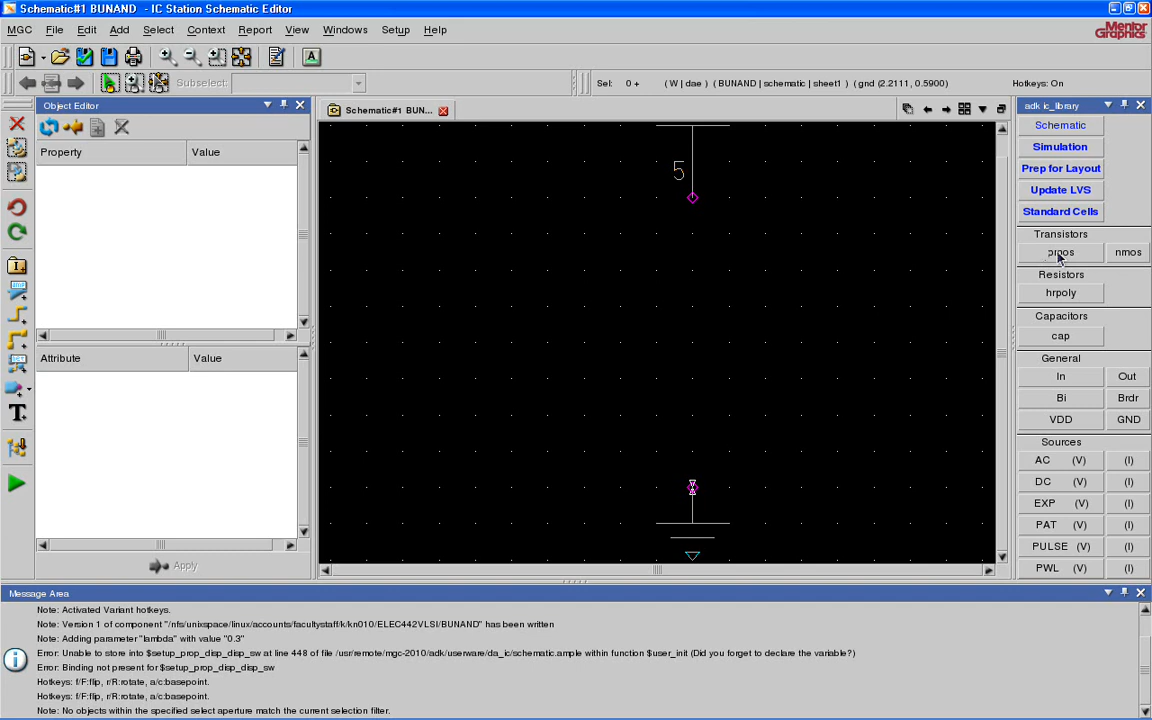 Schematic#1 BUNAND - IC Station Schematic Editor
MGC File Edit Add Select Context Report View Windows Setup Help
Mentor Graphics
A
Subselect:
Sel: 0 + ( W | dae ) ( BUNAND | schematic | sheet1 ) (gnd (2.2111, 0.5900) Hotkeys: On
Object Editor
Property Value
Attribute Value
Apply
T
Schematic#1 BUN...
5
adk ic_library
Schematic
Simulation
Prep for Layout
Update LVS
Standard Cells
Transistors
pmos nmos
Resistors
hrpoly
Capacitors
cap
General
In Out
Bi Brdr
VDD GND
Sources
AC (V) (I)
DC (V) (I)
EXP (V) (I)
PAT (V) (I)
PULSE (V) (I)
PWL (V) (I)
Message Area
Note: Activated Variant hotkeys.
Note: Version 1 of component "/nfs/unixspace/linux/accounts/facultystaff/k/kn010/ELEC442VLSI/BUNAND" has been written
Note: Adding parameter "lambda" with value "0.3"
Error: Unable to store into $setup_prop_disp_disp_sw at line 448 of file /usr/remote/mgc-2010/adk/userware/da_ic/schematic.ample within function $user_init (Did you forget to declare the variable?)
Error: Binding not present for $setup_prop_disp_disp_sw
Hotkeys: f/F:flip, r/R:rotate, a/c:basepoint.
Hotkeys: f/F:flip, r/R:rotate, a/c:basepoint.
Note: No objects within the specified select aperture match the current selection filter.